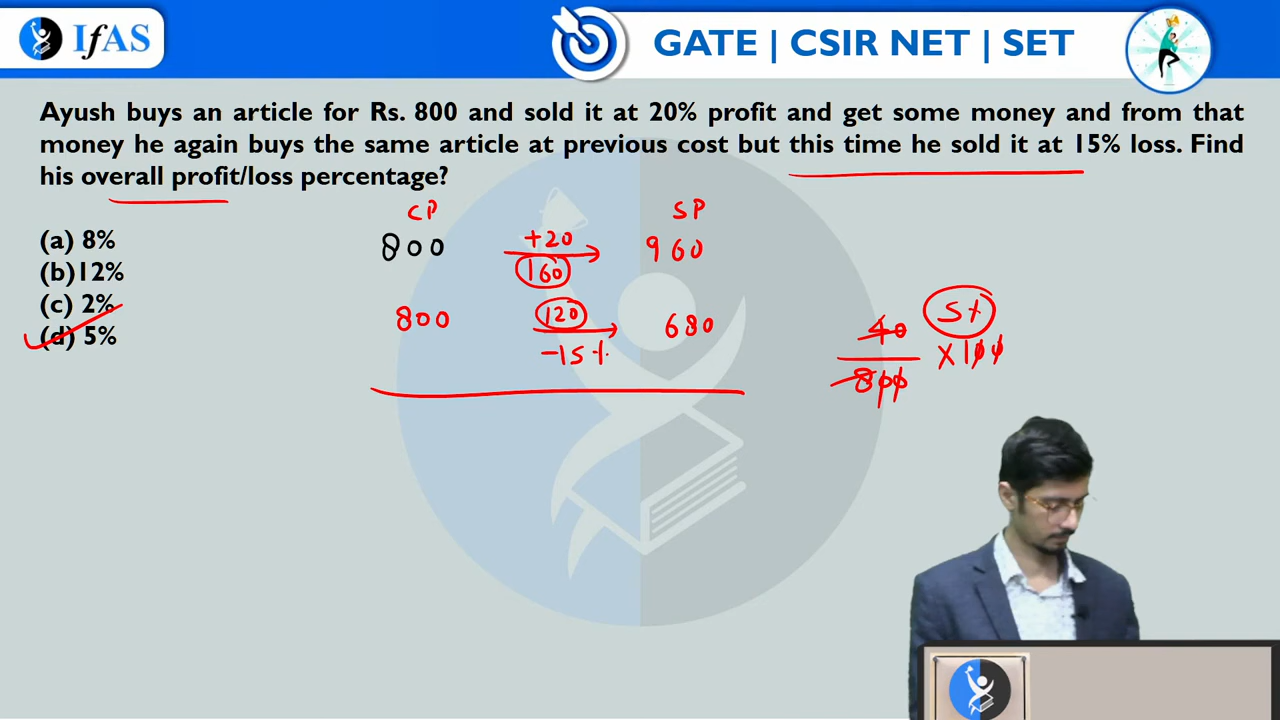 IfAS
GATE | CSIR NET | SET
Ayush buys an article for Rs. 800 and sold it at 20% profit and get some money and from that
money he again buys the same article at previous cost but this time he sold it at 15% loss. Find
his overall profit/loss percentage?
(a) 8%
(b)12%
(c) 2%
(d) 5%
CP SP
800 +20 960
160
800 120 680
-15%
40 5%
800 X100